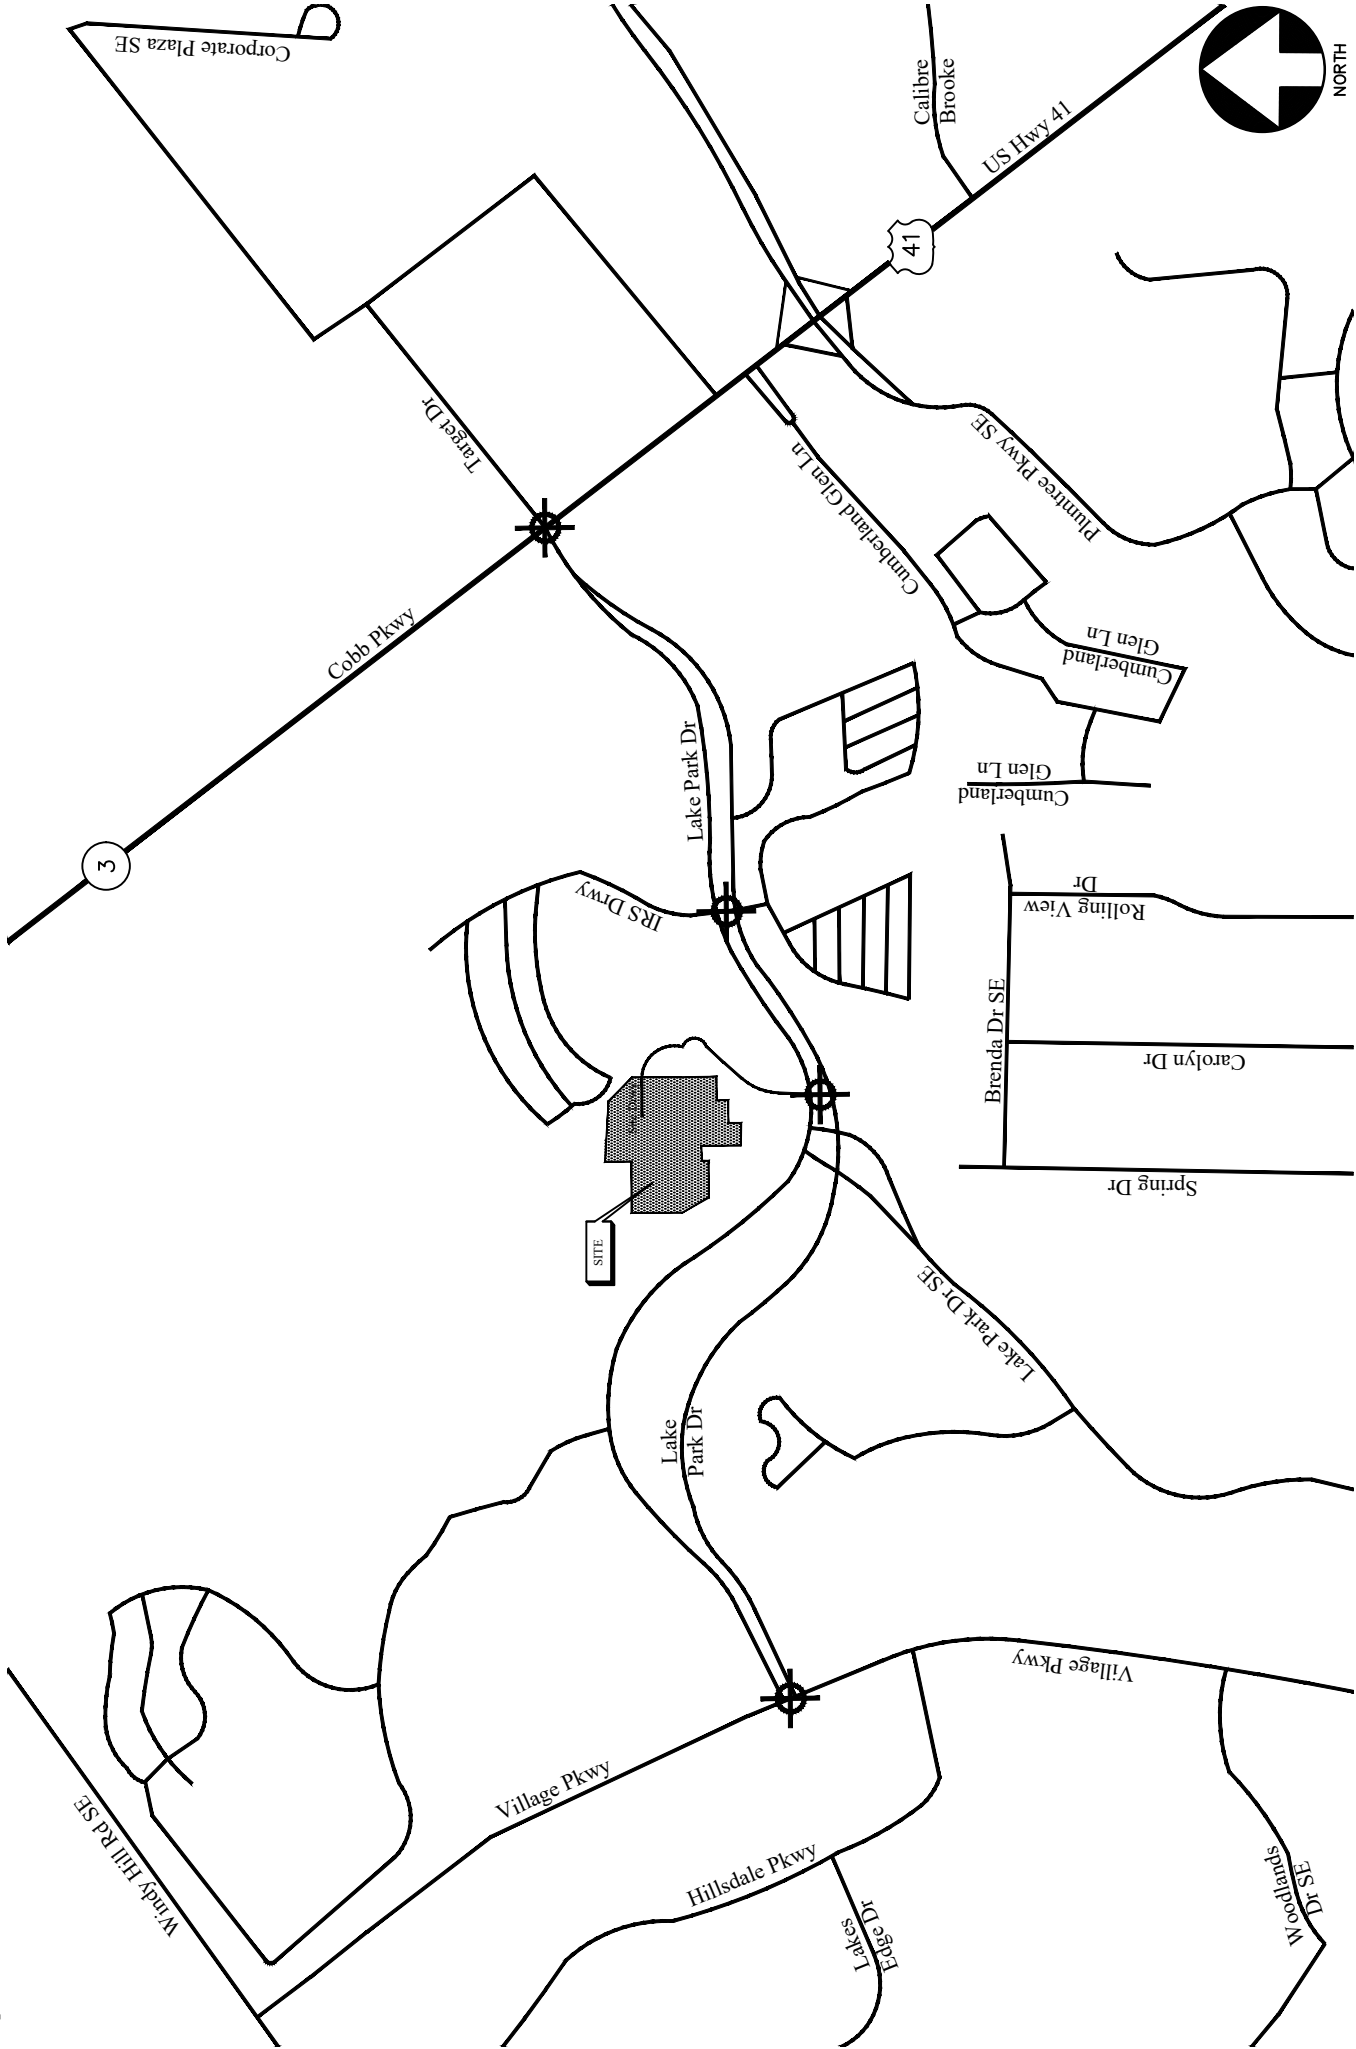 Corporate Plaza SE
Calibre
Brooke
NORTH
US Hwy 41
41
Target Dr
Cumberland Glen Ln
Plumtree Pkwy SE
Cobb Pkwy
Cumberland
Glen Ln
Lake Park Dr
Cumberland
Glen Ln
3
IRS Drwy
Rolling View
Dr
Brenda Dr SE
Carolyn Dr
Spring Dr
SITE
Lake Park Dr SE
Lake
Park Dr
Village Pkwy
Village Pkwy
Windy Hill Rd SE
Hillsdale Pkwy
Lakes
Edge Dr
Woodlands
Dr SE